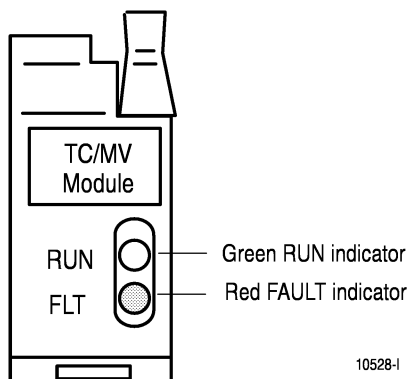 TC/MV
Module
RUN
Green RUN indicator
FLT
Red FAULT indicator
10528-I